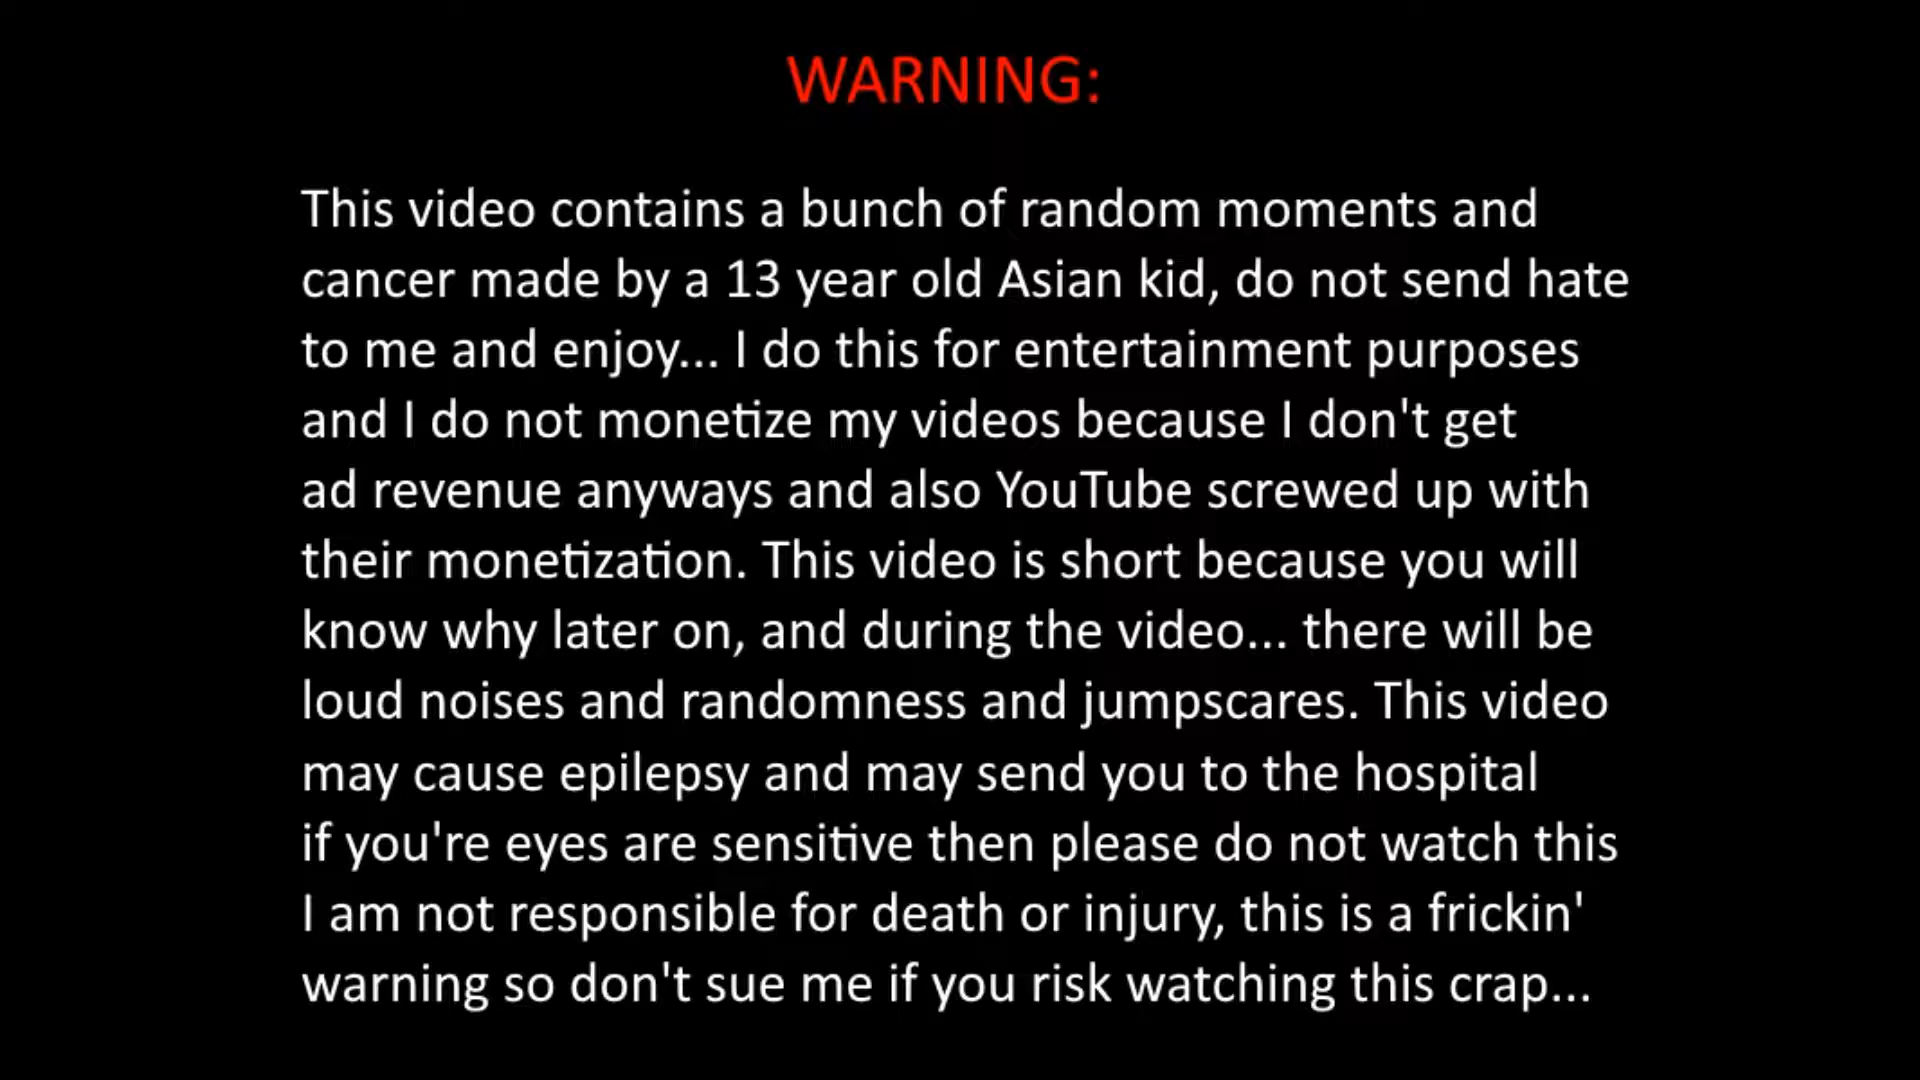 WARNING:
This video contains a bunch of random moments and
cancer made by a 13 year old Asian kid, do not send hate
to me and enjoy... I do this for entertainment purposes
and I do not monetize my videos because I don't get
ad revenue anyways and also YouTube screwed up with
their monetization. This video is short because you will
know why later on, and during the video... there will be
loud noises and randomness and jumpscares. This video
may cause epilepsy and may send you to the hospital
if you're eyes are sensitive then please do not watch this
I am not responsible for death or injury, this is a frickin'
warning so don't sue me if you risk watching this crap...